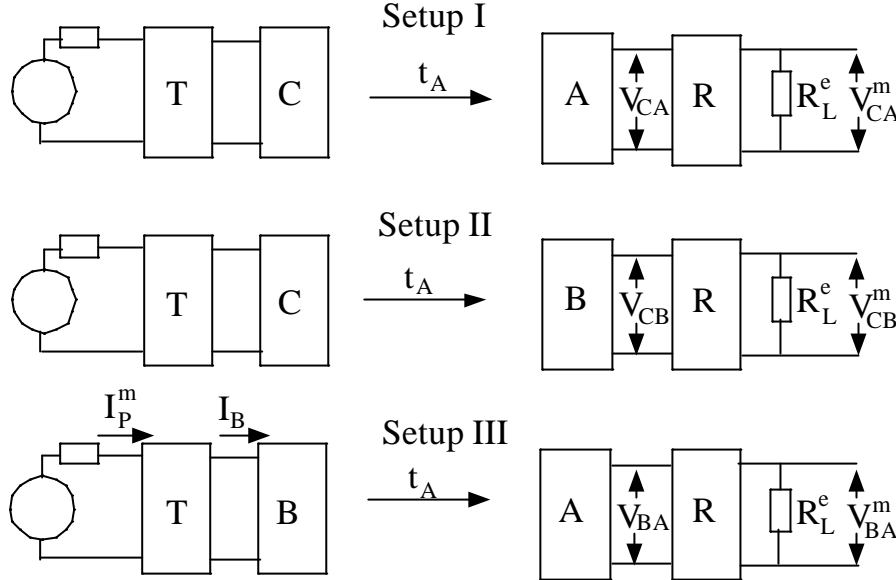 Setup I
T C t_A A V_CA R R_L^e V_CA^m
Setup II
T C t_A B V_CB R R_L^e V_CB^m
I_P^m I_B Setup III
T B t_A A V_BA R R_L^e V_BA^m